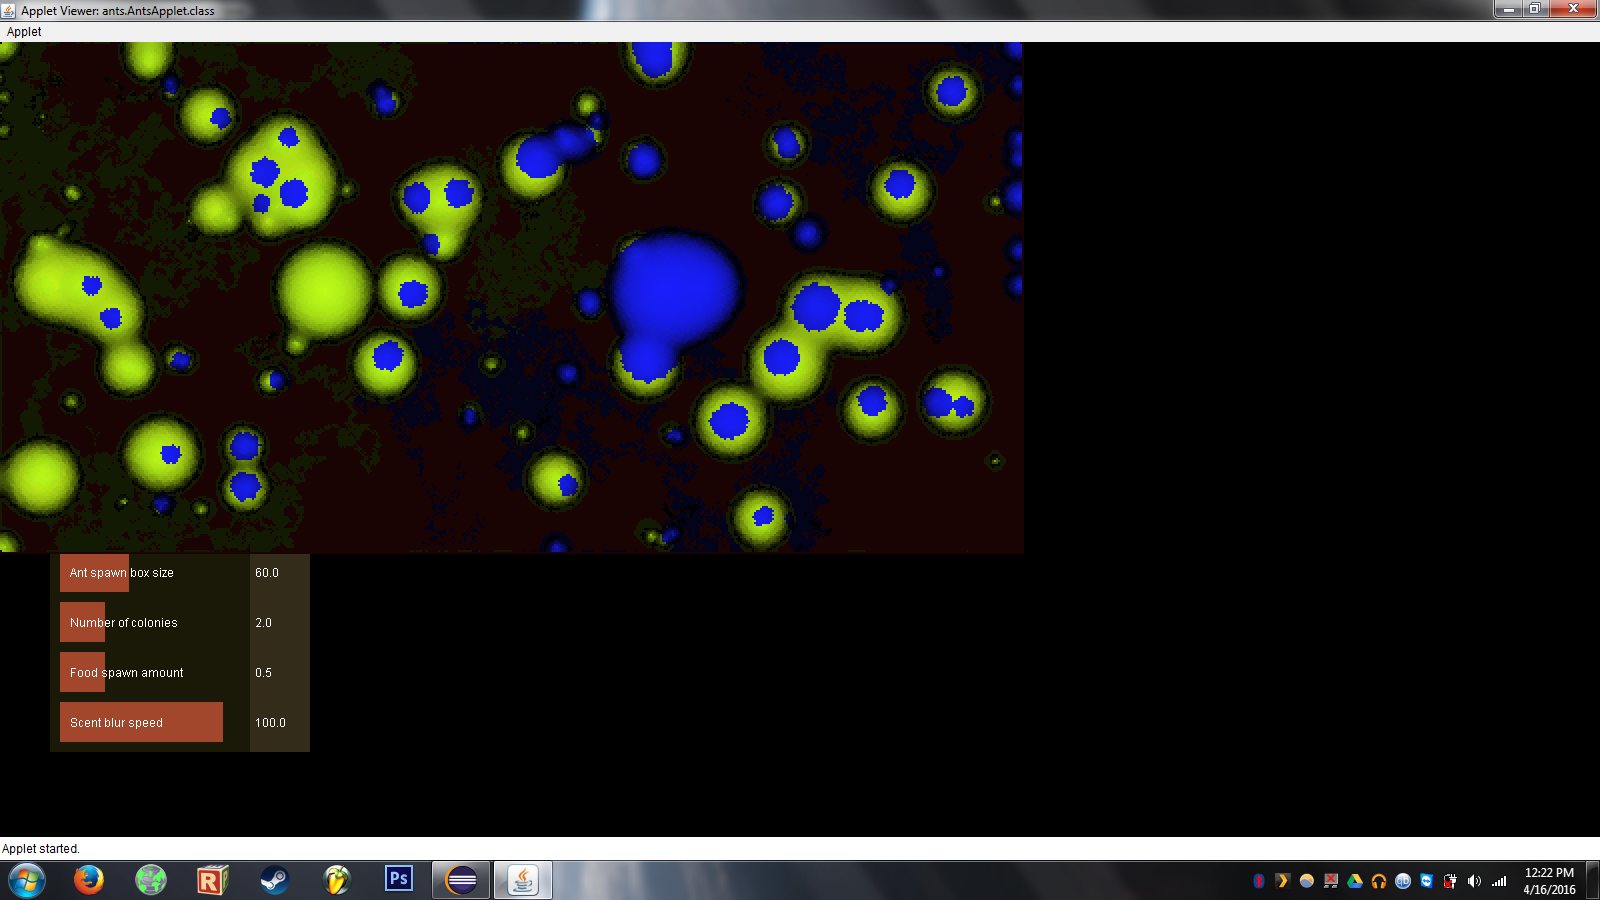 Applet Viewer: ants.AntsApplet.class
Applet
Ant spawn box size 60.0
Number of colonies 2.0
Food spawn amount 0.5
Scent blur speed 100.0
Applet started.
R Ps
12:22 PM
4/16/2016